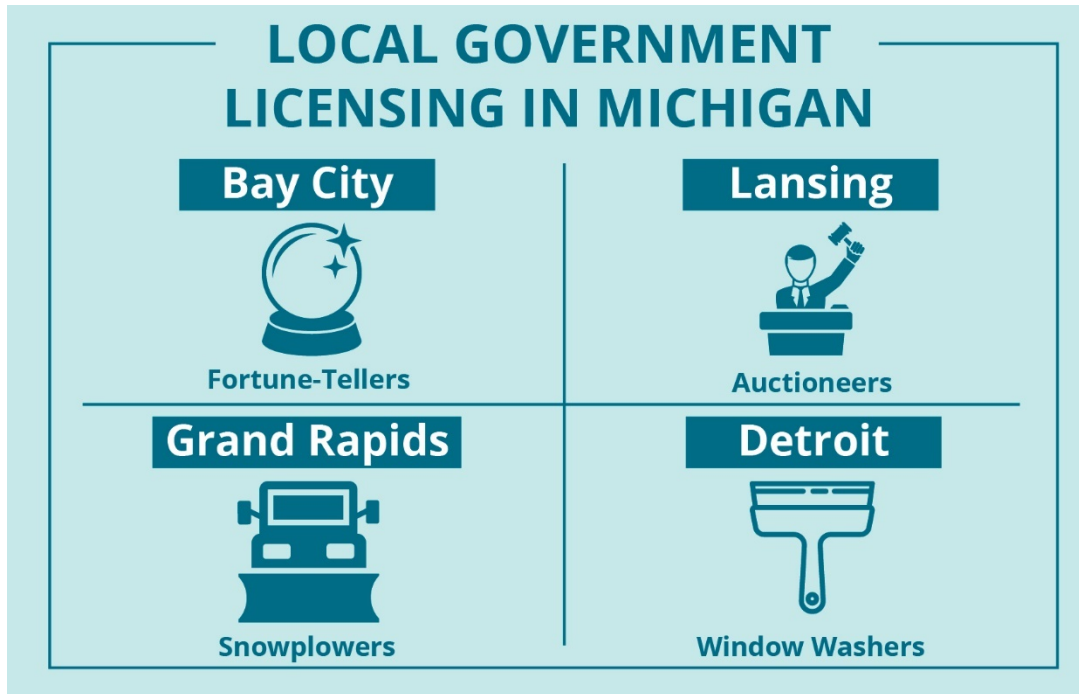 LOCAL GOVERNMENT
LICENSING IN MICHIGAN
Bay City
Fortune-Tellers
Lansing
Auctioneers
Grand Rapids
Snowplowers
Detroit
Window Washers